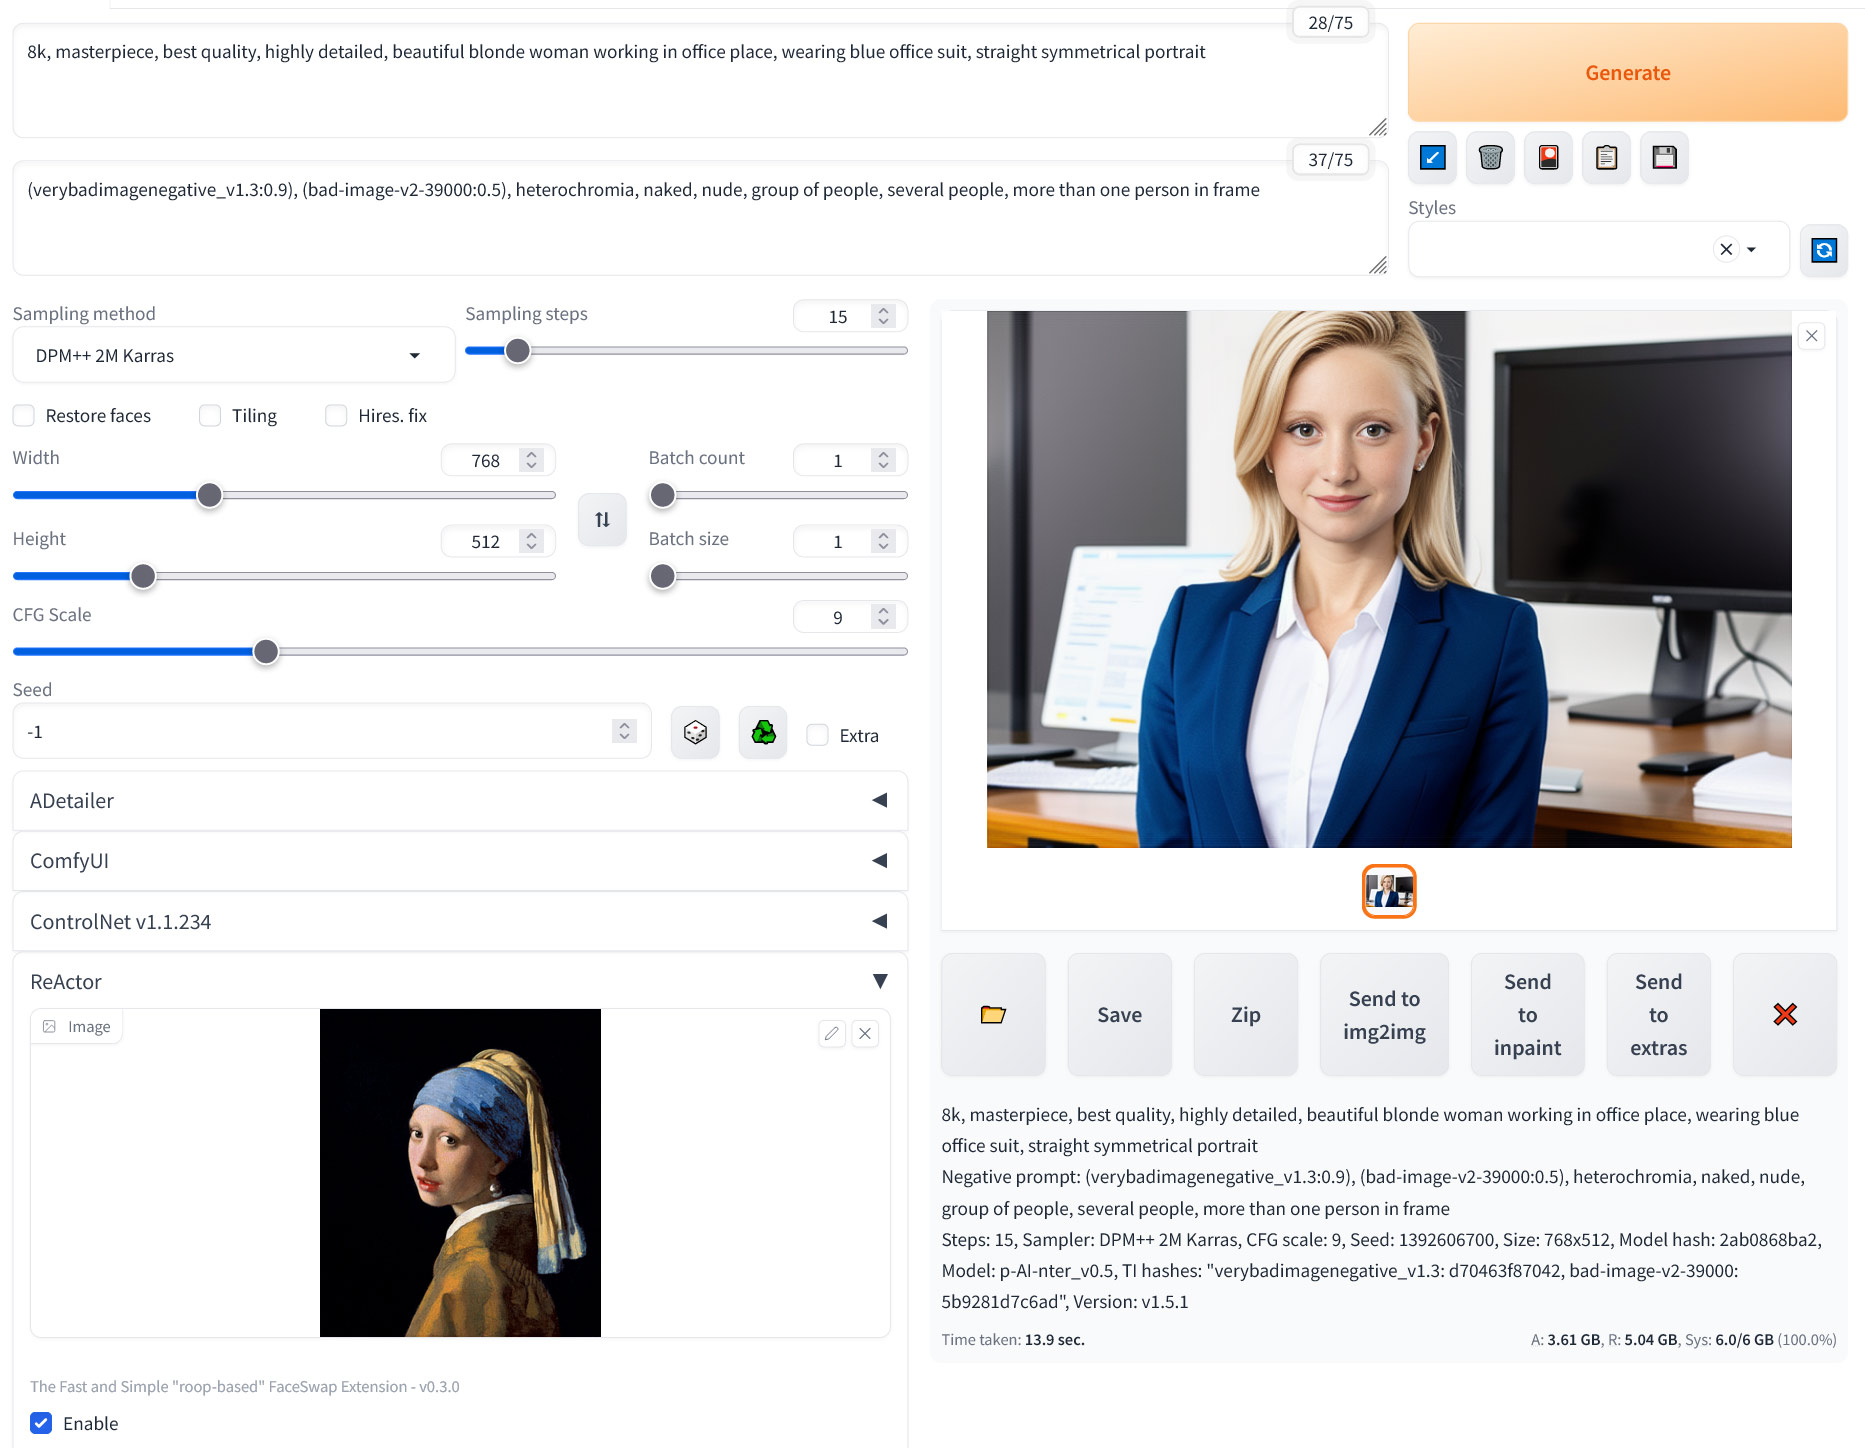 28/75
8k, masterpiece, best quality, highly detailed, beautiful blonde woman working in office place, wearing blue office suit, straight symmetrical portrait
Generate
37/75
(verybadimagenegative_v1.3:0.9), (bad-image-v2-39000:0.5), heterochromia, naked, nude, group of people, several people, more than one person in frame
Styles
Sampling method
DPM++ 2M Karras
Sampling steps
15
Restore faces
Tiling
Hires. fix
Width
768
Batch count
1
Height
512
Batch size
1
CFG Scale
9
Seed
-1
Extra
ADetailer
ComfyUI
ControlNet v1.1.234
ReActor
Image
The Fast and Simple "roop-based" FaceSwap Extension - v0.3.0
Enable
Save
Zip
Send to
img2img
Send
to
inpaint
Send
to
extras
8k, masterpiece, best quality, highly detailed, beautiful blonde woman working in office place, wearing blue
office suit, straight symmetrical portrait
Negative prompt: (verybadimagenegative_v1.3:0.9), (bad-image-v2-39000:0.5), heterochromia, naked, nude,
group of people, several people, more than one person in frame
Steps: 15, Sampler: DPM++ 2M Karras, CFG scale: 9, Seed: 1392606700, Size: 768x512, Model hash: 2ab0868ba2,
Model: p-AI-nter_v0.5, TI hashes: "verybadimagenegative_v1.3: d70463f87042, bad-image-v2-39000:
5b9281d7c6ad", Version: v1.5.1
Time taken: 13.9 sec.
A: 3.61 GB, R: 5.04 GB, Sys: 6.0/6 GB (100.0%)